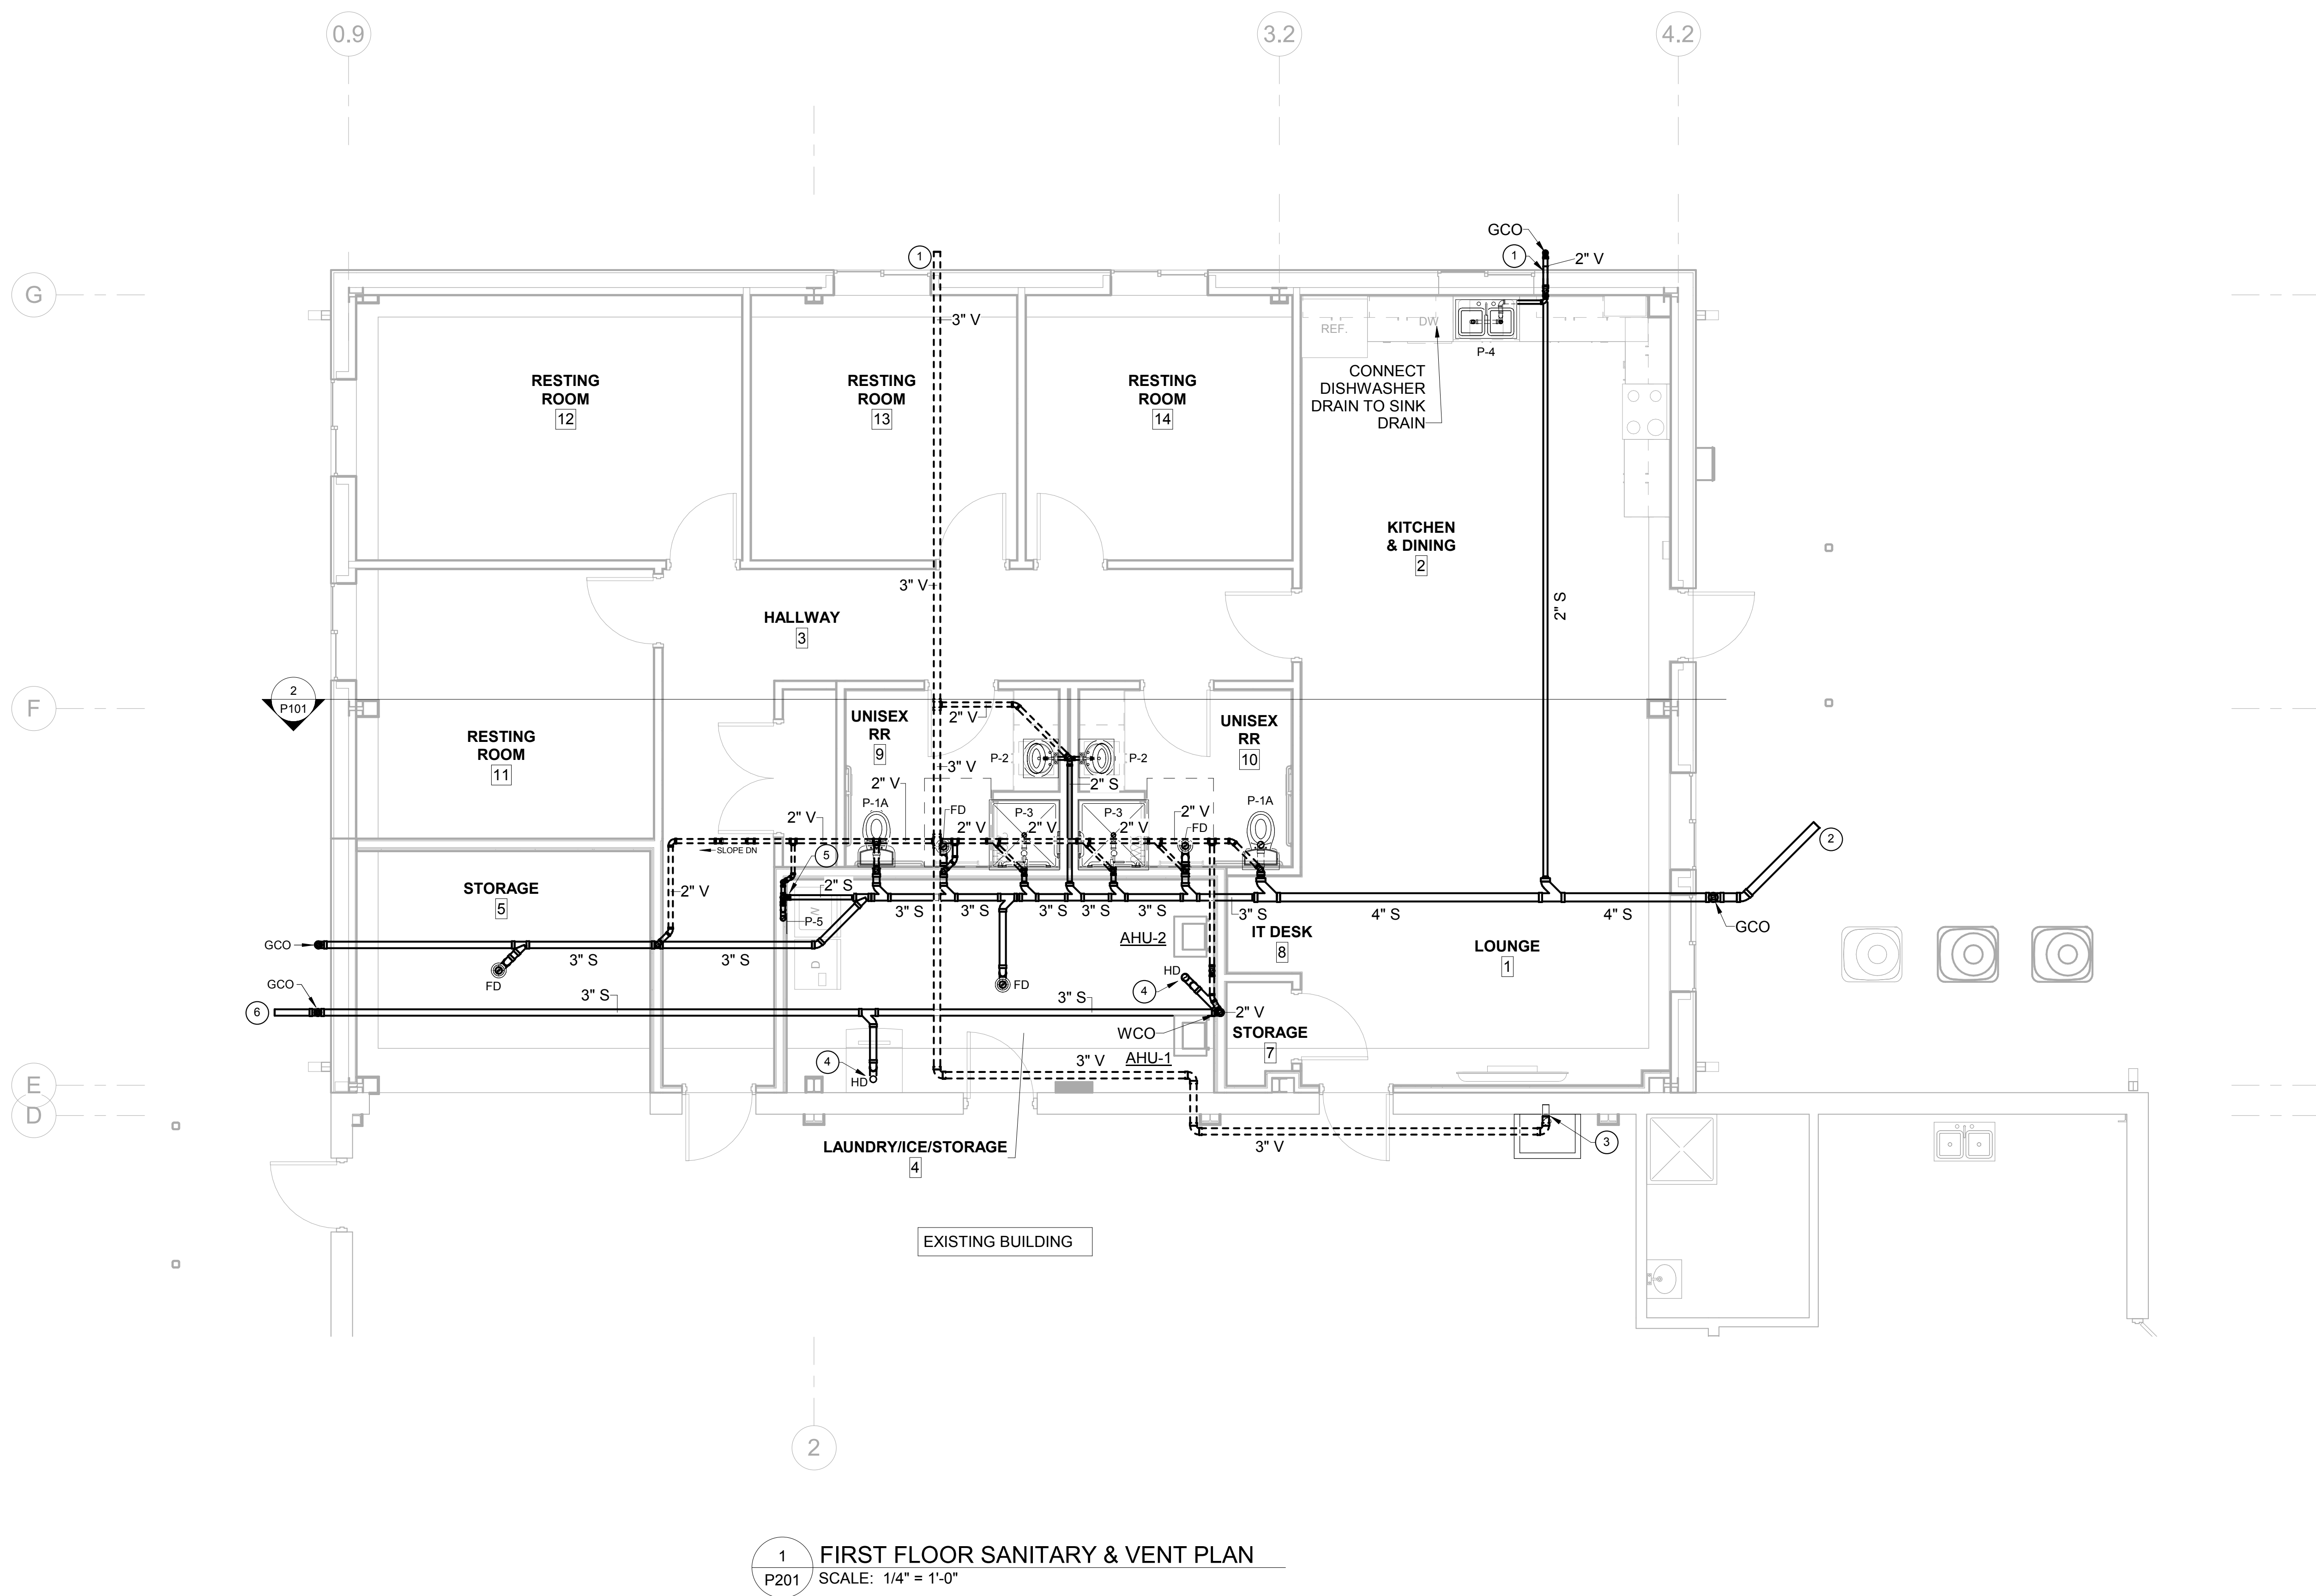 0.9
3.2
4.2
GCO
1
1
2" V
G
3" V
REF.
DW
P-4
CONNECT
DISHWASHER
DRAIN TO SINK
DRAIN
RESTING
ROOM
12
RESTING
ROOM
13
RESTING
ROOM
14
KITCHEN
& DINING
2
3" V
2" S
HALLWAY
3
2
P101
F
UNISEX
RR
9
2" V
UNISEX
RR
10
RESTING
ROOM
11
P-2
P-2
3" V
2" S
2" V
P-1A
P-1A
FD
P-3
P-3
2" V
FD
2" V
2" V
2" V
2" V
2
SLOPE DN
5
2" V
2" S
STORAGE
5
W
P-5
3" S
3" S
3" S
3" S
3" S
3" S
4" S
4" S
GCO
IT DESK
8
AHU-2
LOUNGE
1
GCO
3" S
3" S
D
FD
FD
HD
GCO
3" S
3" S
4
6
2" V
WCO
STORAGE
7
4
HD
3" V
AHU-1
E
D
3
LAUNDRY/ICE/STORAGE
4
3" V
EXISTING BUILDING
2
1
P201
FIRST FLOOR SANITARY & VENT PLAN
SCALE: 1/4" = 1'-0"